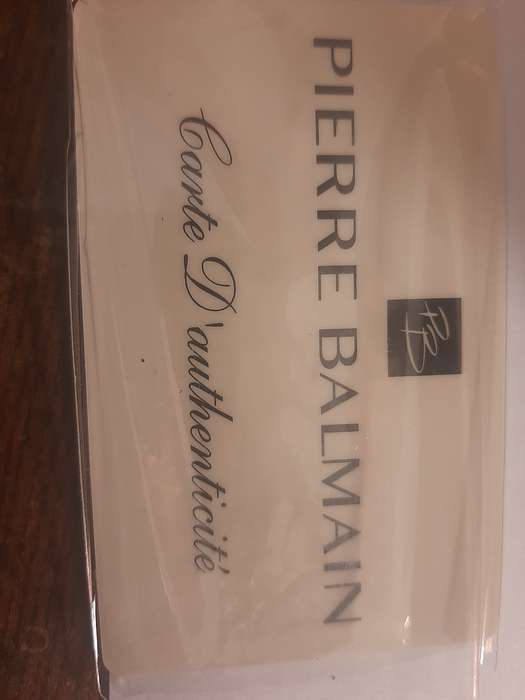 PB
PIERRE BALMAIN
Carte D'authenticité